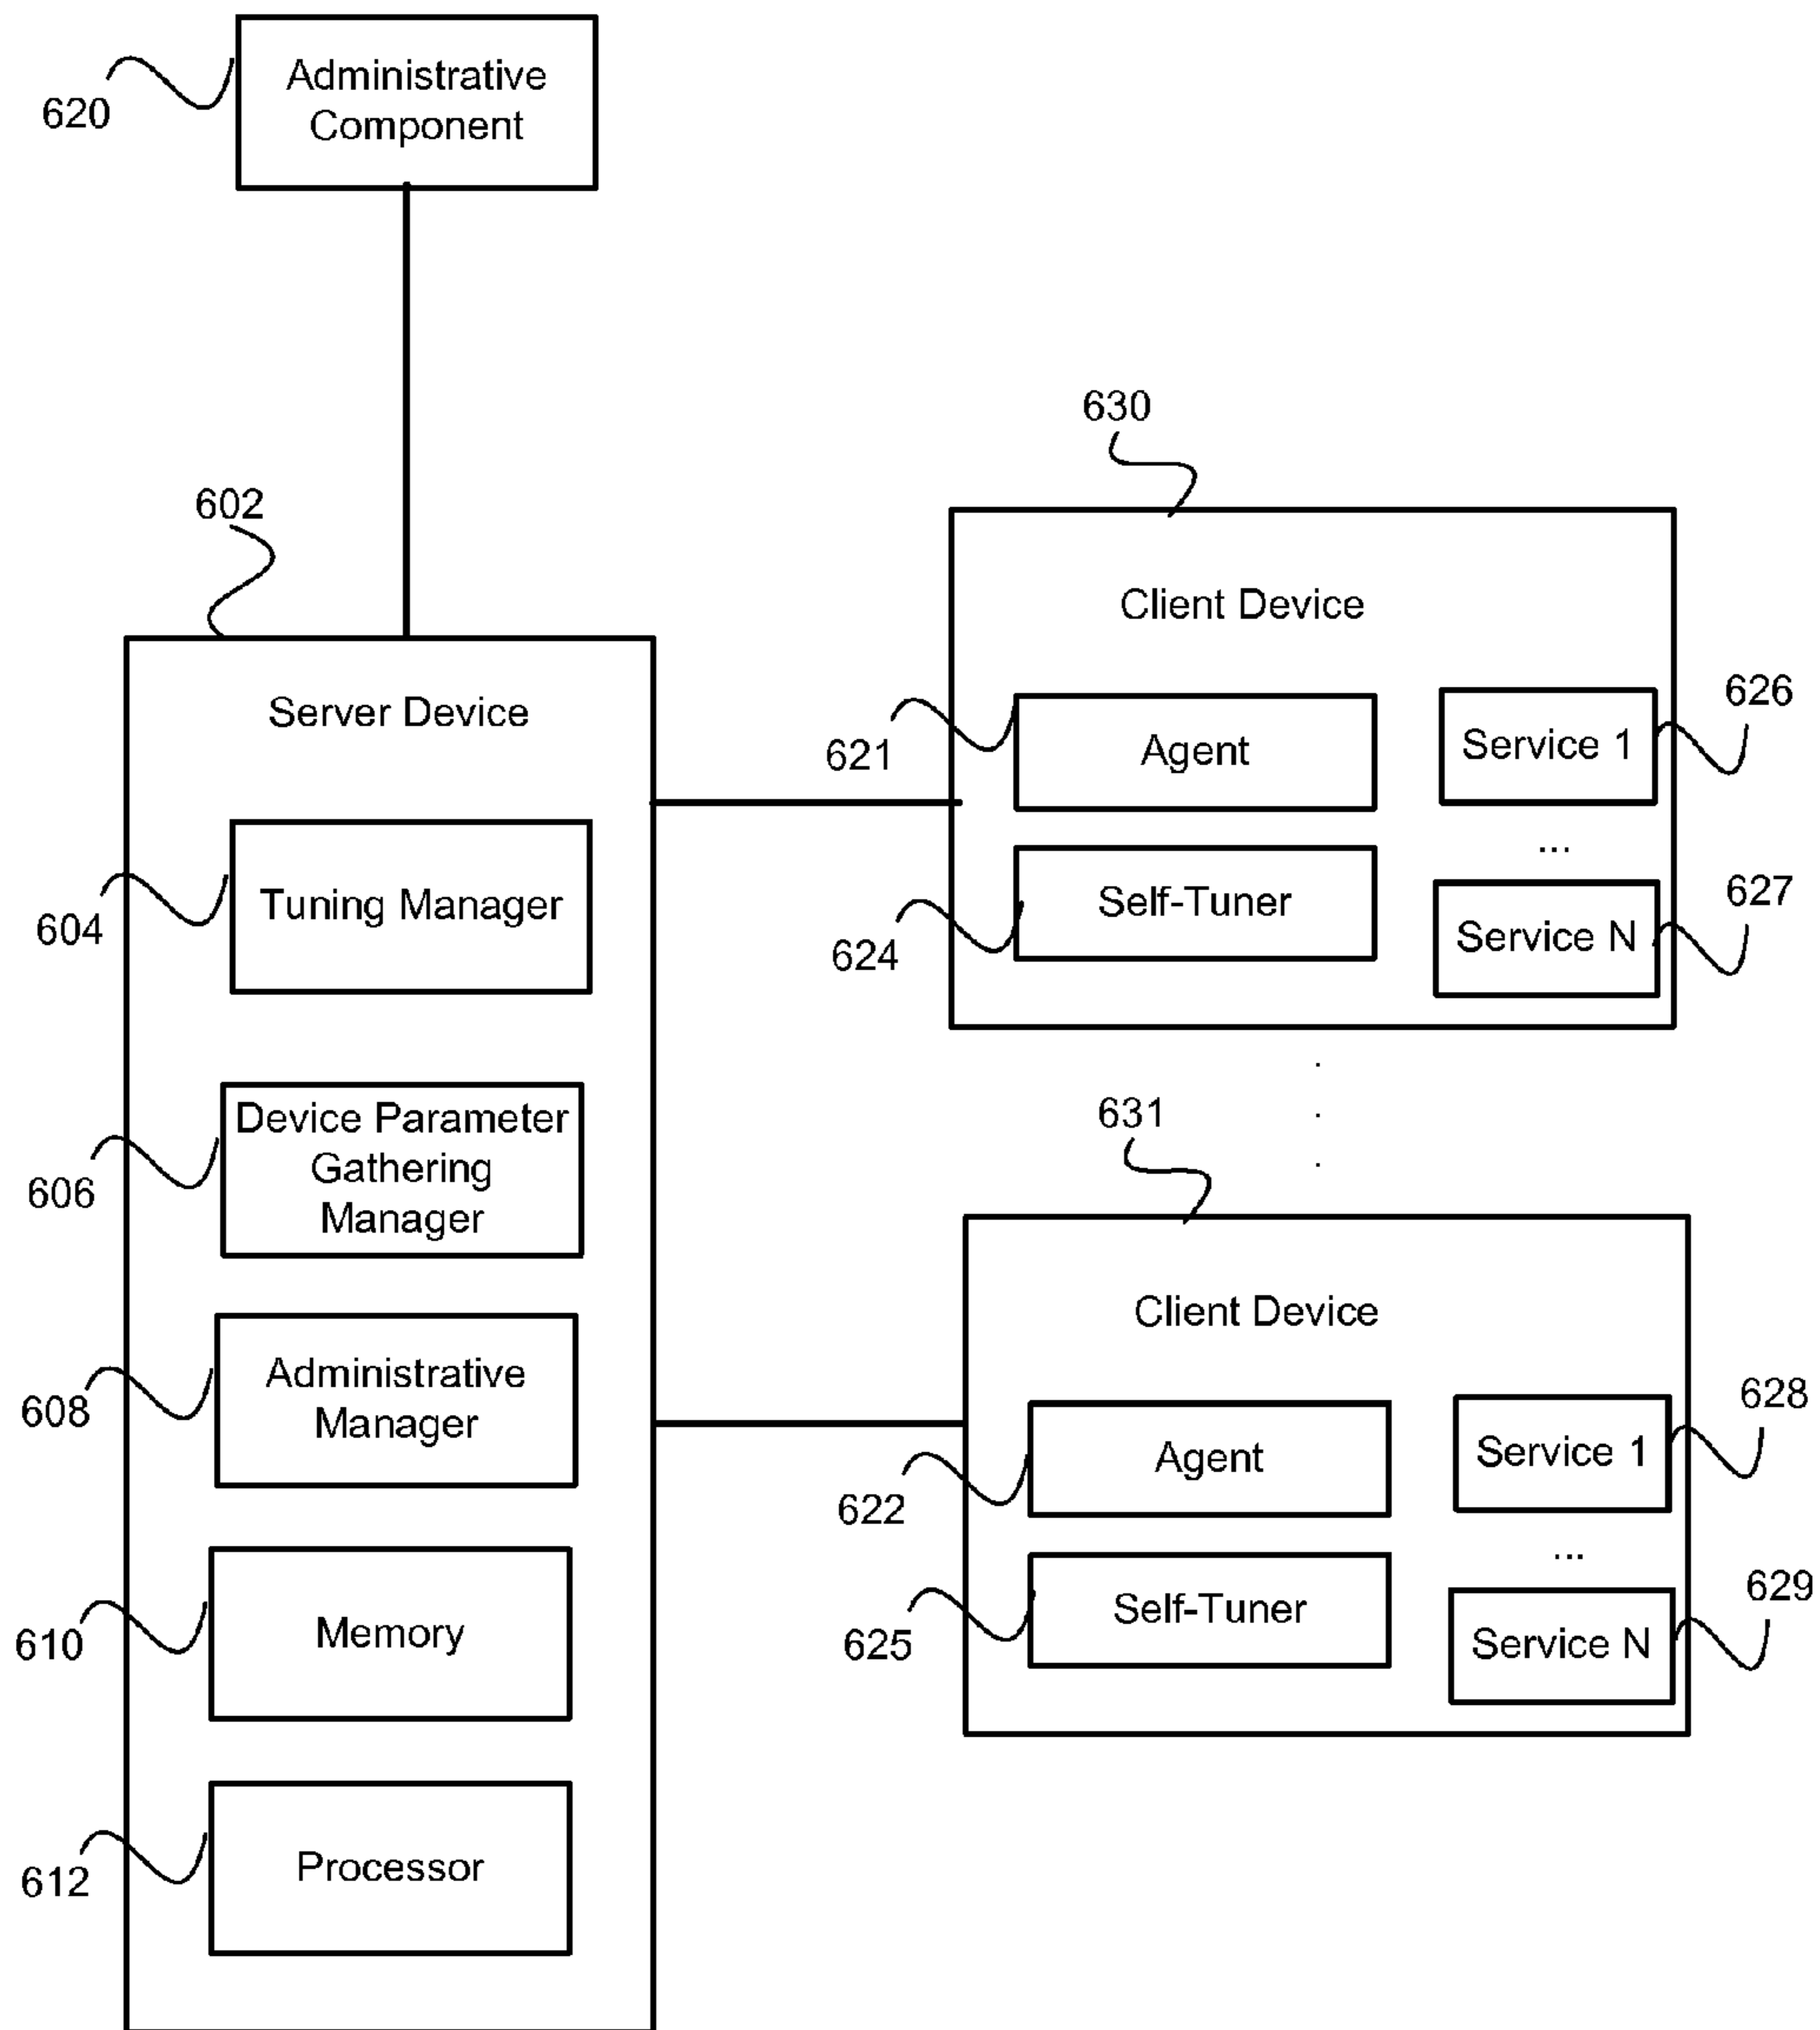 620
Administrative
Component
602
Server Device
604
Tuning Manager
606
Device Parameter
Gathering
Manager
608
Administrative
Manager
610
Memory
612
Processor
630
Client Device
621
Agent
626
Service 1
...
624
Self-Tuner
627
Service N
.
.
.
631
Client Device
622
Agent
628
Service 1
...
625
Self-Tuner
629
Service N